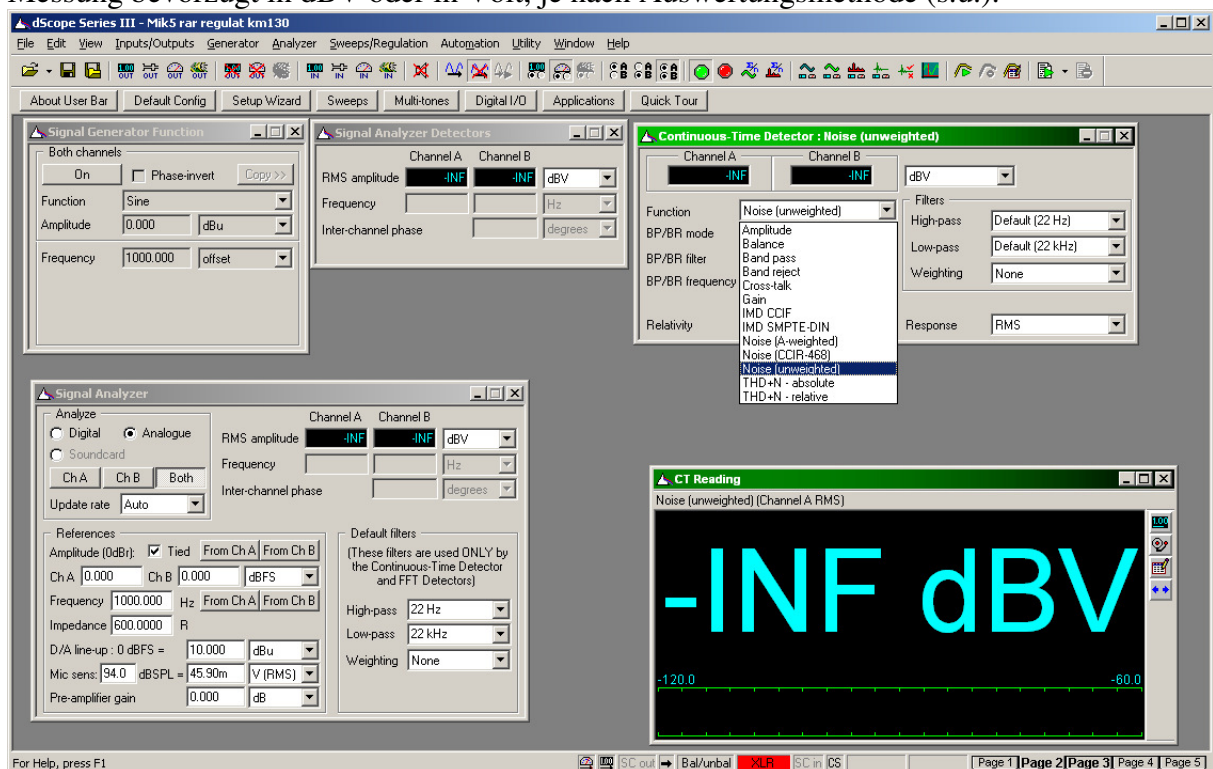 Messung bevorzugt in dBV oder in Volt, je nach Auswertungsmethode (s.u.).
dScope Series III - Mik5 rar regulat km130
File Edit View Inputs/Outputs Generator Analyzer Sweeps/Regulation Automation Utility Window Help
About User Bar Default Config Setup Wizard Sweeps Multi-tones Digital I/O Applications Quick Tour
Signal Generator Function
Both channels
On Phase-invert Copy >>
Function Sine
Amplitude 0.000 dBu
Frequency 1000.000 offset
Signal Analyzer Detectors
Channel A Channel B
RMS amplitude -INF -INF dBV
Frequency Hz
Inter-channel phase degrees
Continuous-Time Detector : Noise (unweighted)
Channel A Channel B
-INF -INF dBV
Function Noise (unweighted)
BP/BR mode
BP/BR filter
BP/BR frequency
Relativity
Amplitude
Balance
Band pass
Band reject
Cross-talk
Gain
IMD CCIF
IMD SMPTE-DIN
Noise (A-weighted)
Noise (CCIR-468)
Noise (unweighted)
THD+N - absolute
THD+N - relative
Filters
High-pass Default (22 Hz)
Low-pass Default (22 kHz)
Weighting None
Response RMS
Signal Analyzer
Analyze
Digital Analogue
Soundcard
Ch A Ch B Both
Update rate Auto
Channel A Channel B
RMS amplitude -INF -INF dBV
Frequency Hz
Inter-channel phase degrees
References
Amplitude (0dBr): Tied From Ch A From Ch B
Ch A 0.000 Ch B 0.000 dBFS
Frequency 1000.000 Hz From Ch A From Ch B
Impedance 600.0000 R
D/A line-up : 0 dBFS = 10.000 dBu
Mic sens: 94.0 dBSPL = 45.90m V (RMS)
Pre-amplifier gain 0.000 dB
Default filters
(These filters are used ONLY by
the Continuous-Time Detector
and FFT Detectors)
High-pass 22 Hz
Low-pass 22 kHz
Weighting None
CT Reading
Noise (unweighted) (Channel A RMS)
-INF dBV
-120.0 -60.0
For Help, press F1
SC out Bal/unbal XLR SC in CS Page 1 Page 2 Page 3 Page 4 Page 5